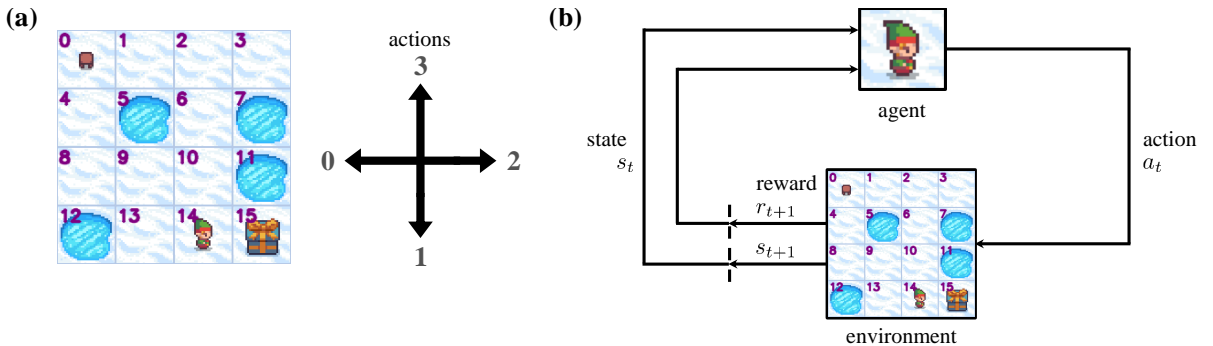 (a)
0 1 2 3
4 5 6 7
8 9 10 11
12 13 14 15
actions
3
0 2
1
(b)
agent
state
s_t
action
a_t
reward
r_{t+1}
s_{t+1}
0 1 2 3
4 5 6 7
8 9 10 11
12 13 14 15
environment